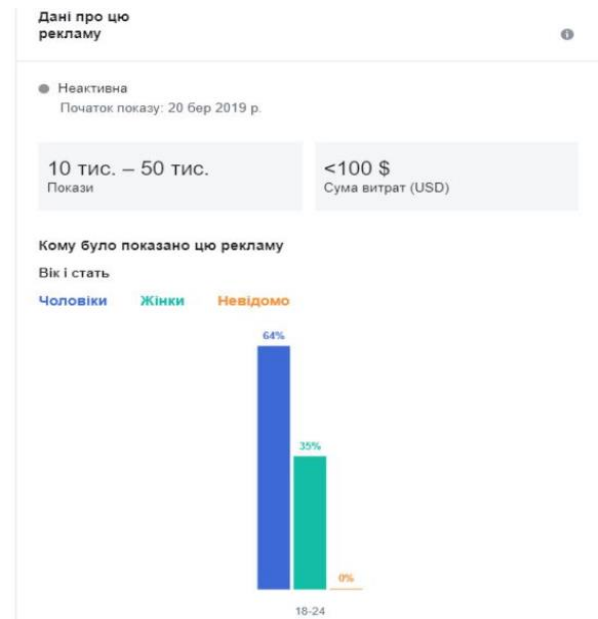 Дані про цю
рекламу
Неактивна
Початок показу: 20 бер 2019 р.
10 тис. – 50 тис.
Покази
<100 $
Сума витрат (USD)
Кому було показано цю рекламу
Вік і стать
Чоловіки Жінки Невідомо
64%
35%
0%
18-24